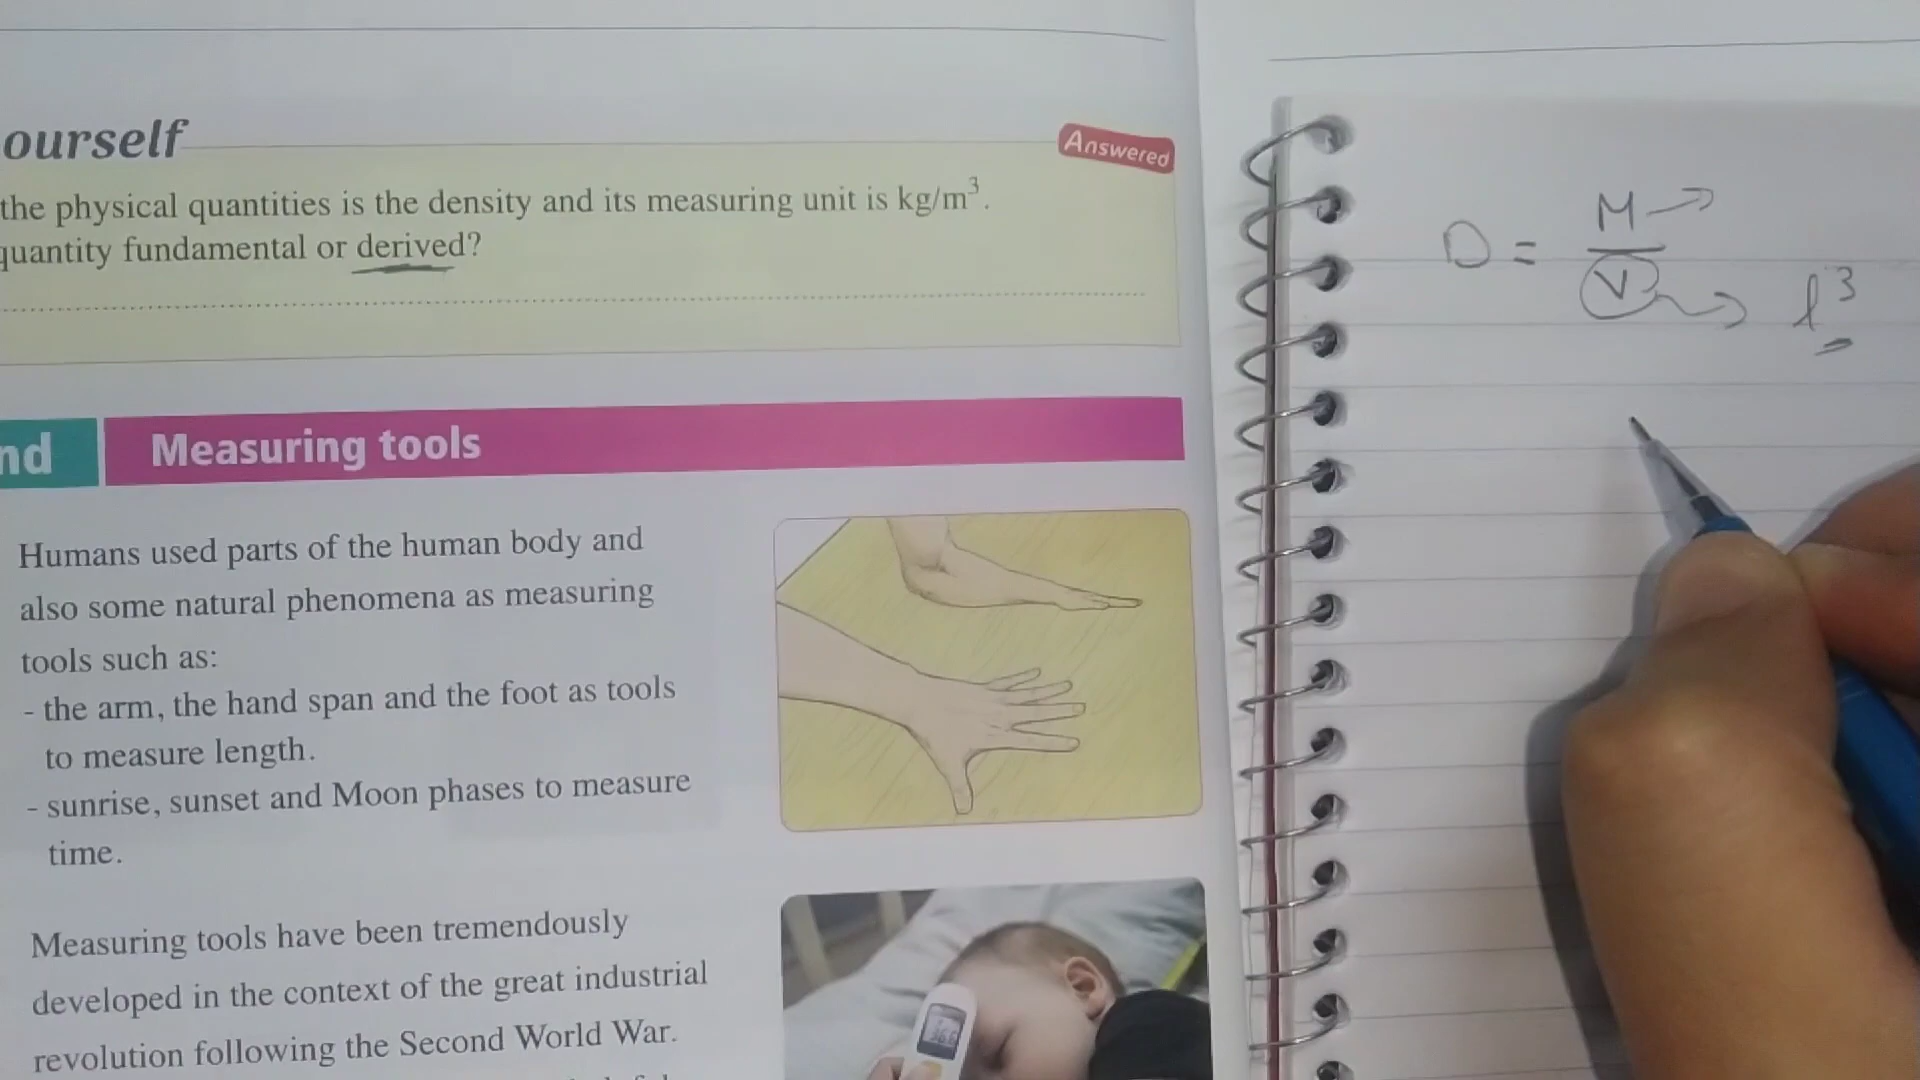 ourself
Answered
the physical quantities is the density and its measuring unit is kg/m³.
quantity fundamental or derived?
nd Measuring tools
Humans used parts of the human body and
also some natural phenomena as measuring
tools such as:
- the arm, the hand span and the foot as tools
to measure length.
- sunrise, sunset and Moon phases to measure
time.
Measuring tools have been tremendously
developed in the context of the great industrial
revolution following the Second World War.
D = M/V
l³